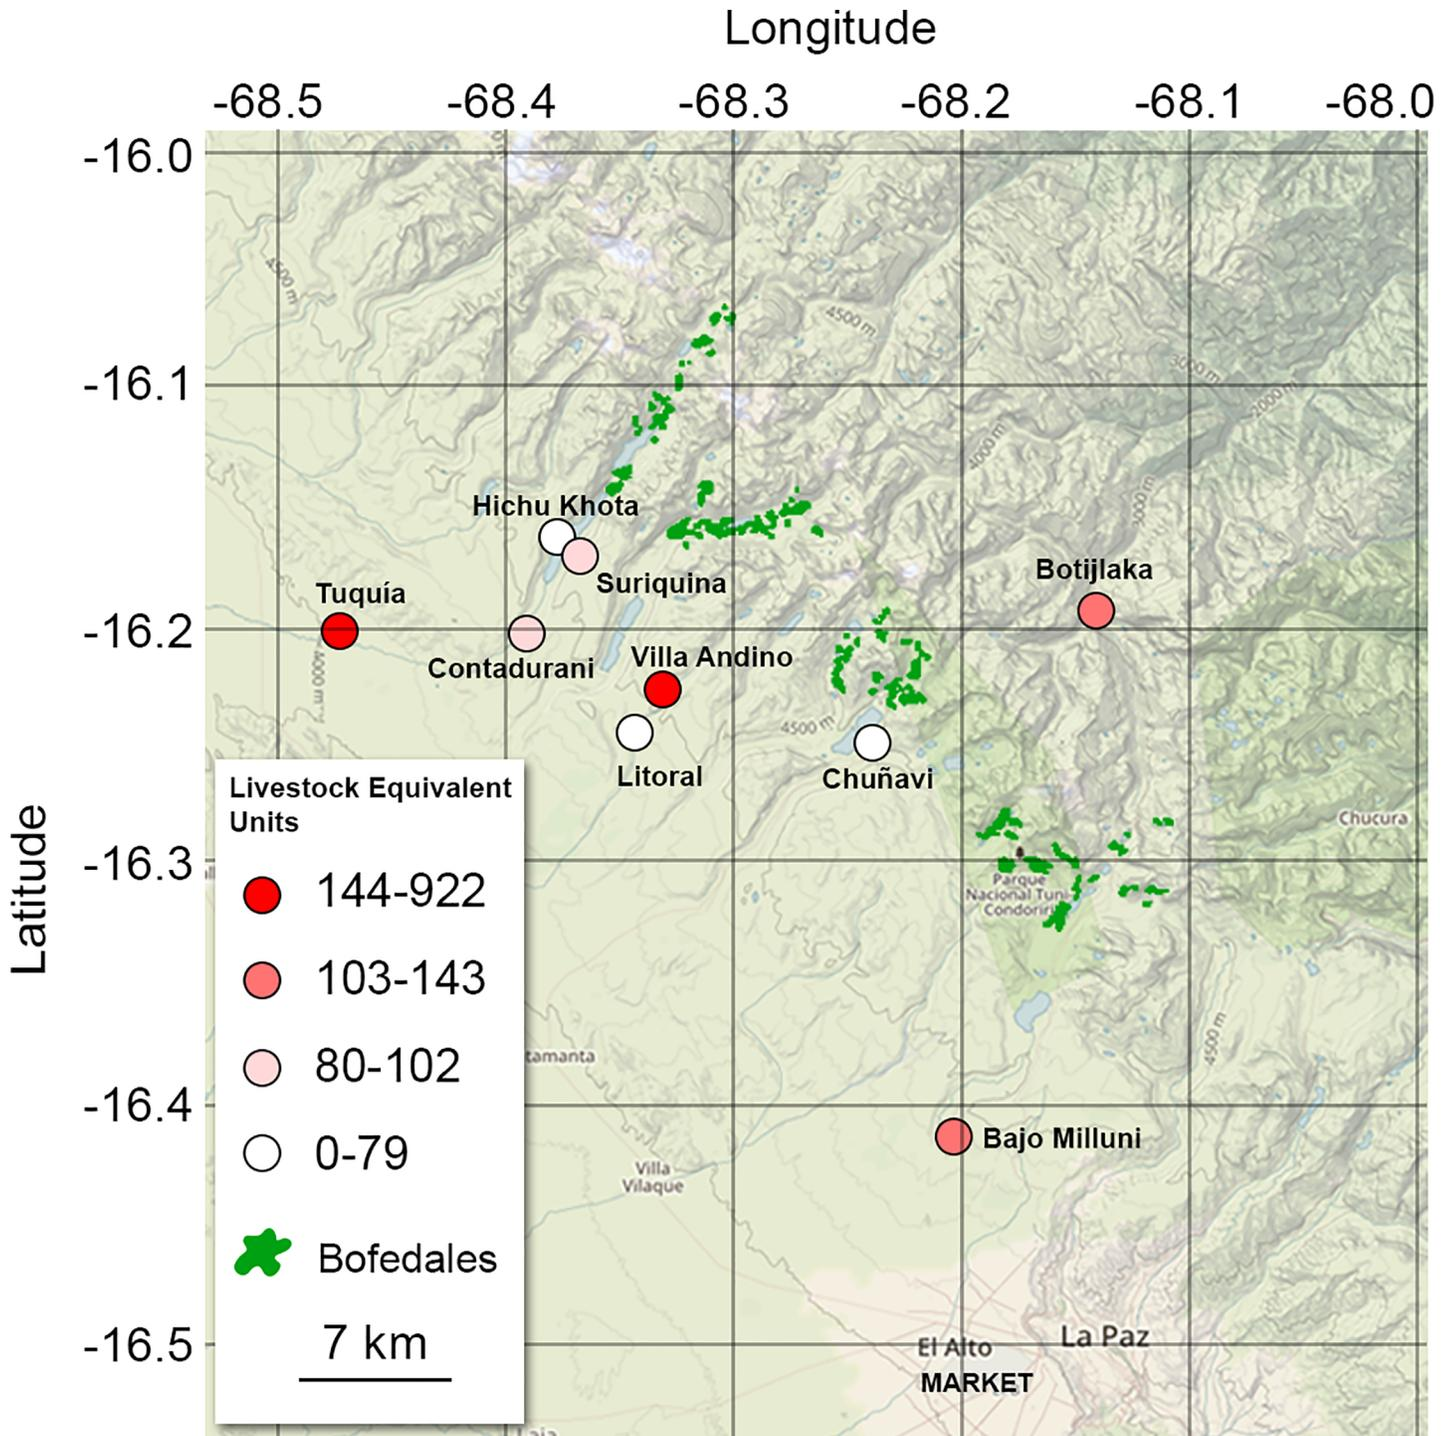 Longitude
-68.5 -68.4 -68.3 -68.2 -68.1 -68.0
-16.0
4500 m
4500 m
3000 m
-16.1
2000 m
4000 m
Hichu Khota
Botijlaka
Suriquina
Tuquía
-16.2
4000 m
Contadurani
Villa Andino
4500 m
Litoral
Chuñavi
Livestock Equivalent
Units
Chucura
Latitude
-16.3
144-922
Parque
Nacional Tuni
Condoriri
103-143
80-102
4500 m
tamanta
-16.4
0-79
Bajo Milluni
Villa
Vilaque
Bofedales
7 km
-16.5
El Alto
La Paz
MARKET